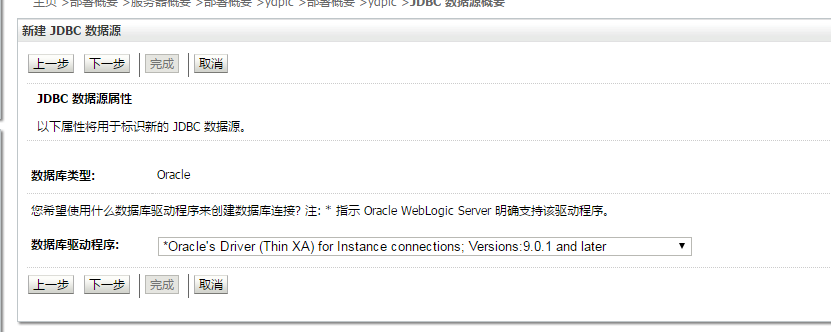 主页 >部署概要 >服务器概要 >部署概要 >ydpic >部署概要 >ydpic >JDBC 数据源概要
新建 JDBC 数据源
上一步 下一步 完成 取消
JDBC 数据源属性
以下属性将用于标识新的 JDBC 数据源。
数据库类型: Oracle
您希望使用什么数据库驱动程序来创建数据库连接? 注: * 指示 Oracle WebLogic Server 明确支持该驱动程序。
数据库驱动程序: *Oracle's Driver (Thin XA) for Instance connections; Versions:9.0.1 and later
上一步 下一步 完成 取消